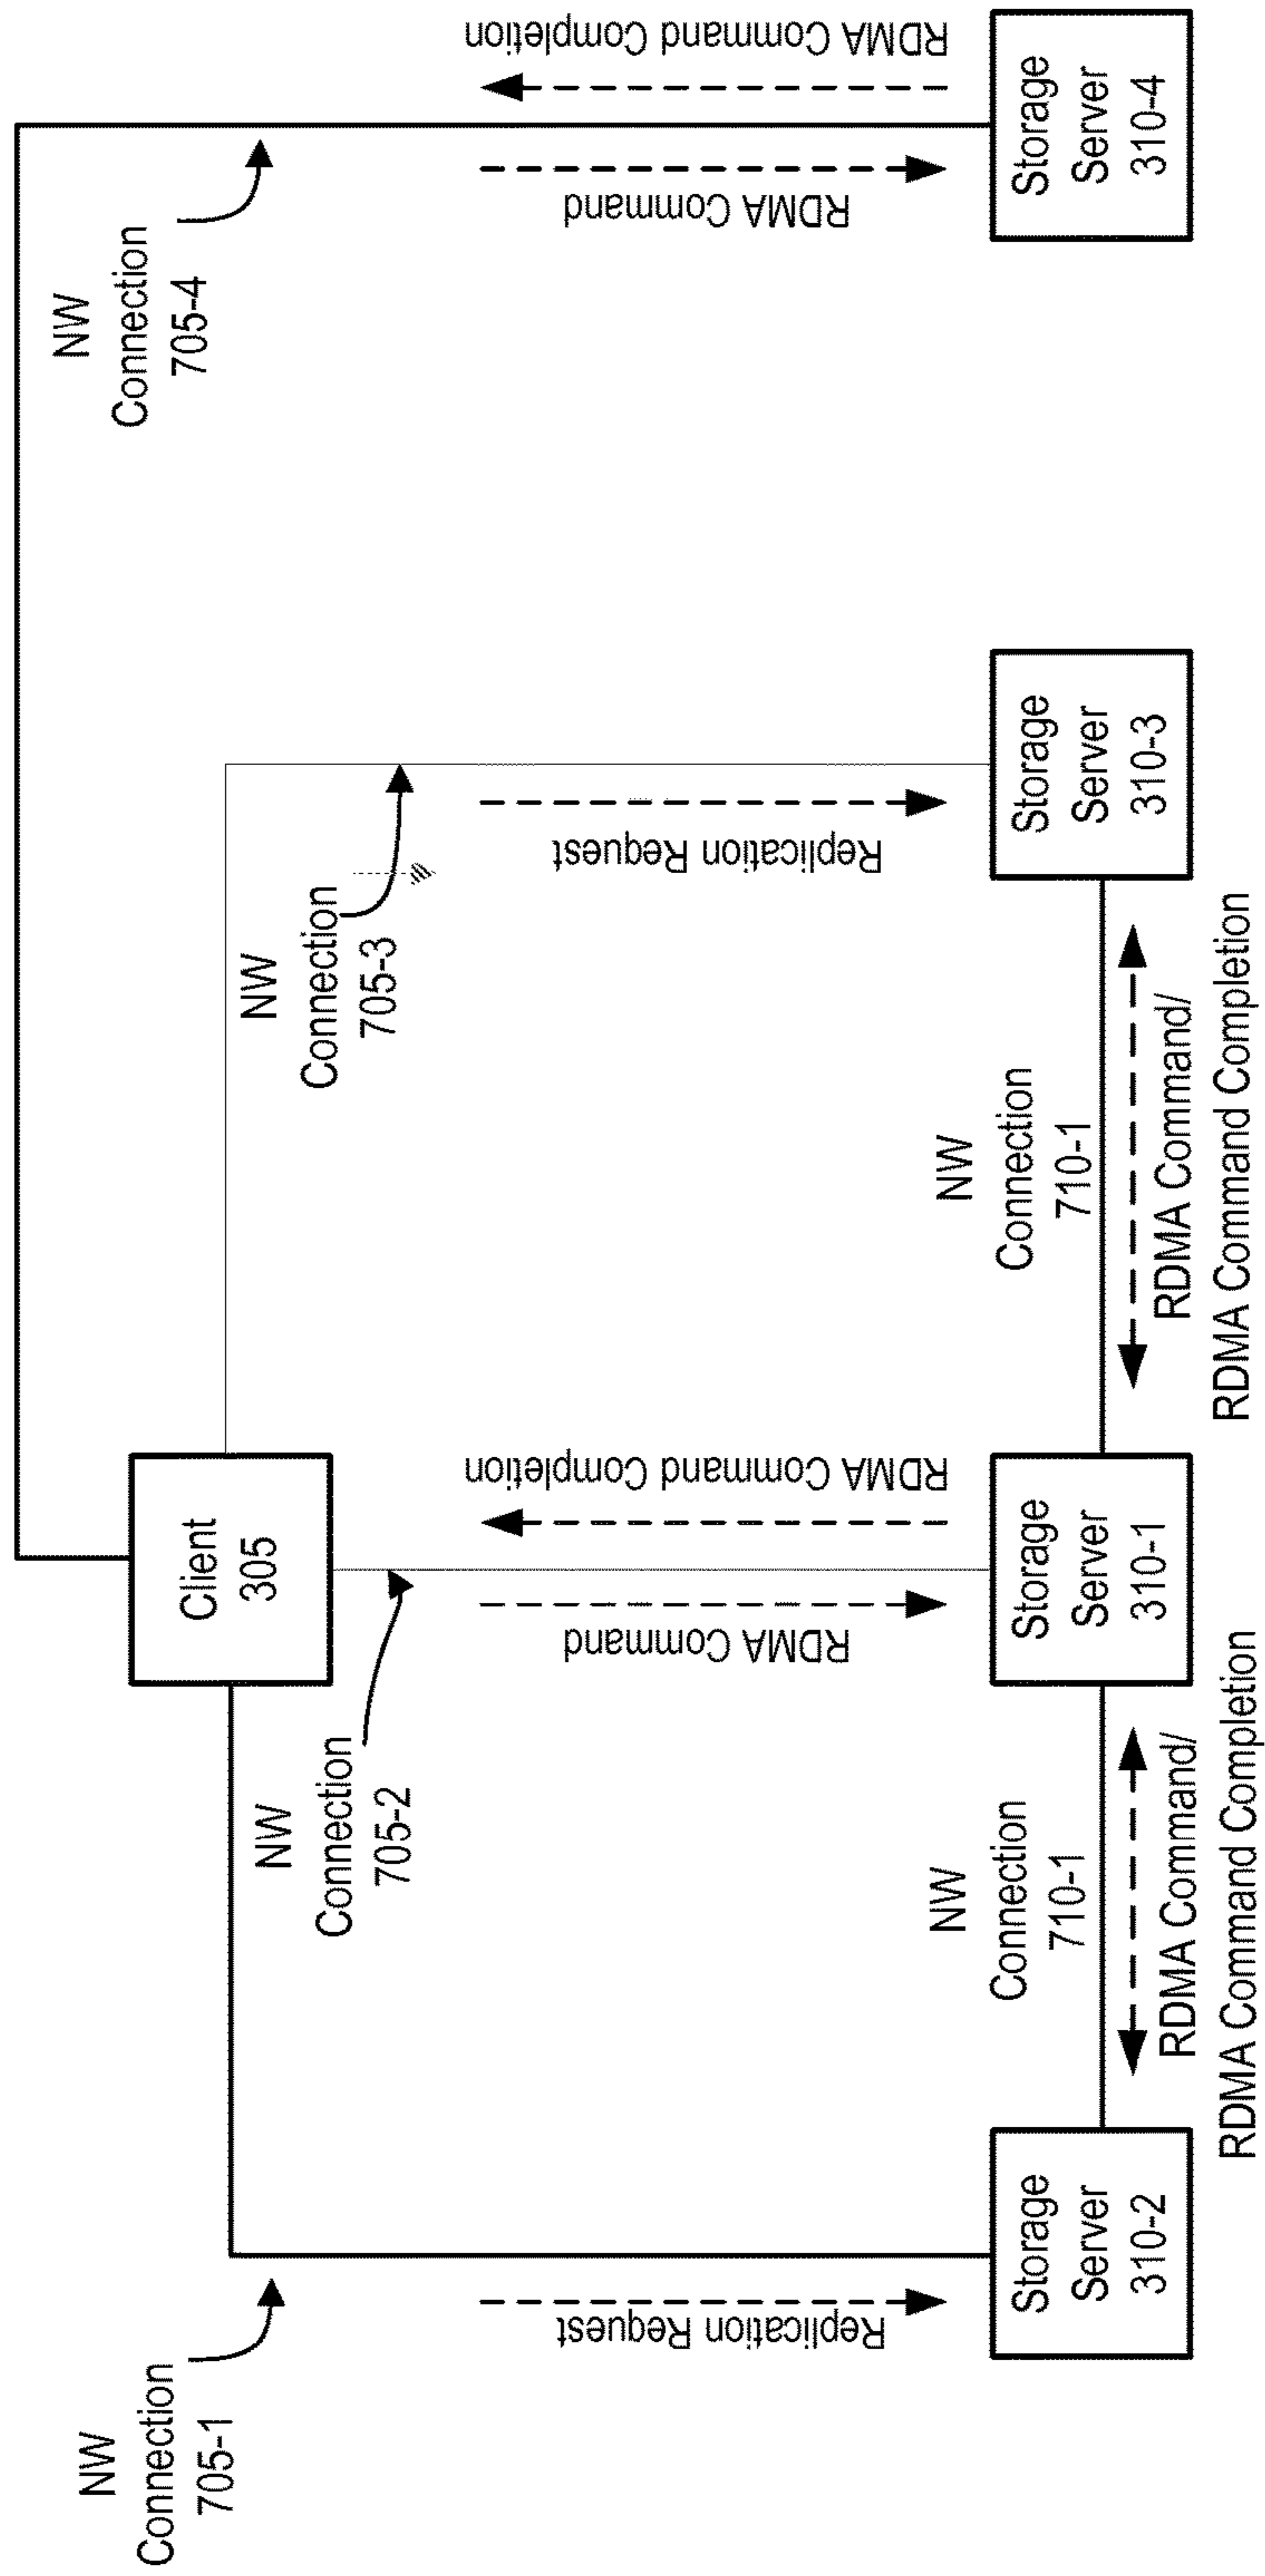 NW
Connection
705-1
Client
305
NW
Connection
705-2
NW
Connection
705-3
NW
Connection
705-4
Replication Request
RDMA Command
RDMA Command Completion
Replication Request
RDMA Command
RDMA Command Completion
NW
Connection
710-1
NW
Connection
710-1
Storage
Server
310-2
Storage
Server
310-1
Storage
Server
310-3
Storage
Server
310-4
RDMA Command/
RDMA Command Completion
RDMA Command/
RDMA Command Completion